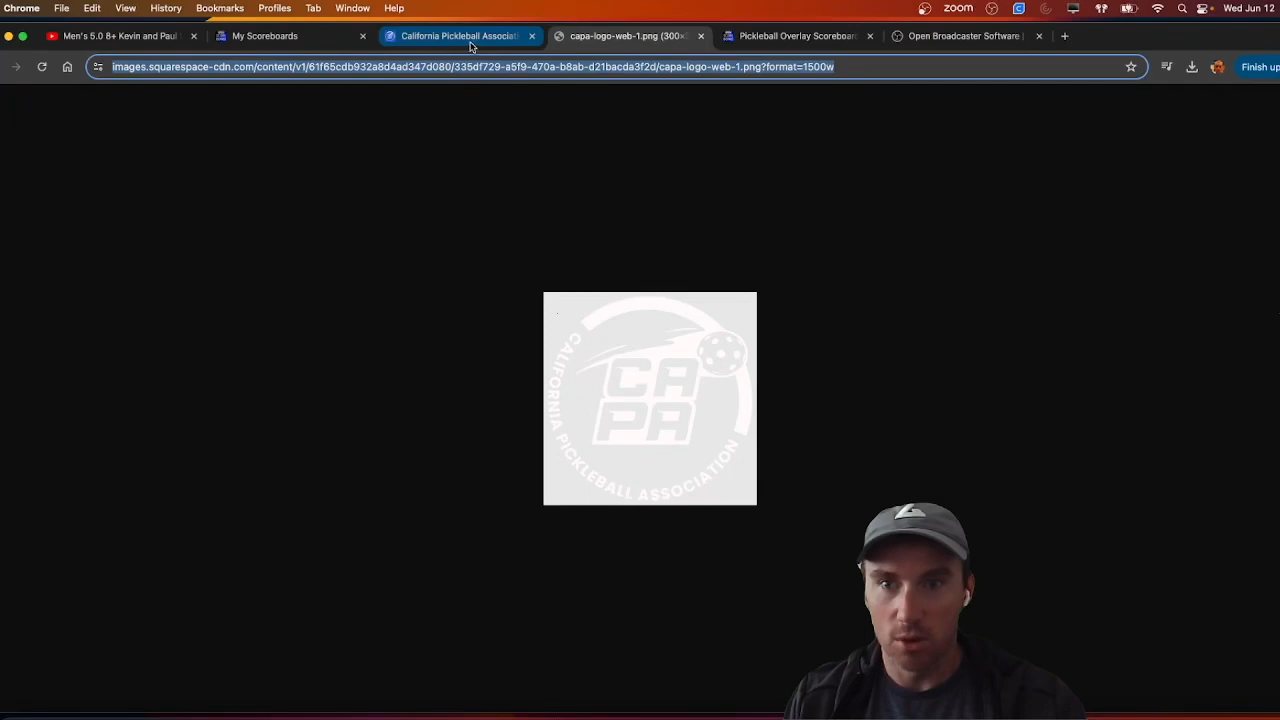 Chrome File Edit View History Bookmarks Profiles Tab Window Help zoom Wed Jun 12
Men's 5.0 8+ Kevin and Paul My Scoreboards California Pickleball Associati capa-logo-web-1.png (300× Pickleball Overlay Scoreboar Open Broadcaster Software |
images.squarespace-cdn.com/content/v1/61f65cdb932a8d4ad347d080/335df729-a5f9-470a-b8ab-d21bacda3f2d/capa-logo-web-1.png?format=1500w Finish up
CA
PA
CALIFORNIA PICKLEBALL ASSOCIATION